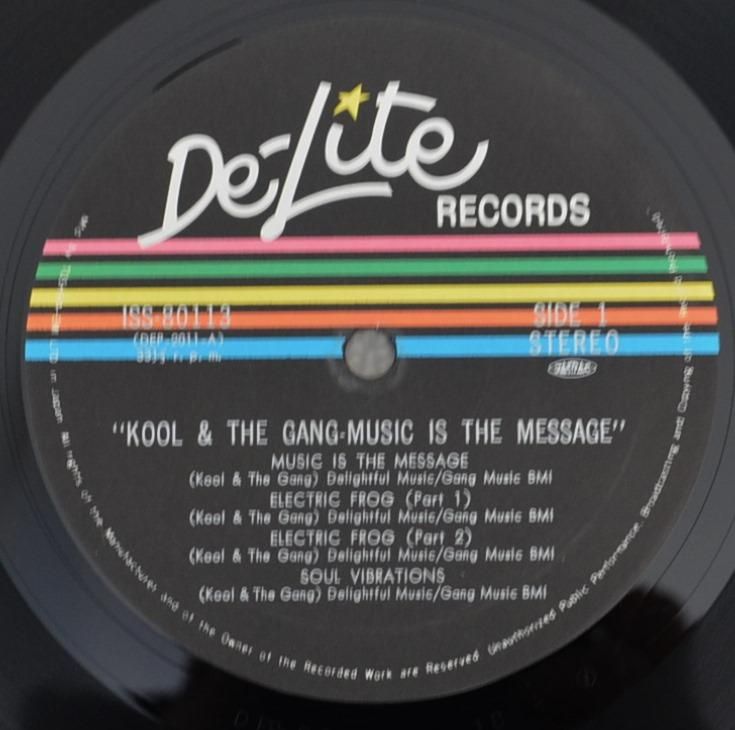 De-Lite
RECORDS
ISS-80113
SIDE 1
(DEP-2011-A)
STEREO
33⅓ r. p. m.
"KOOL & THE GANG-MUSIC IS THE MESSAGE"
MUSIC IS THE MESSAGE
(Kool & The Gang) Delightful Music/Gang Music BMI
ELECTRIC FROG (Part 1)
(Kool & The Gang) Delightful Music/Gang Music BMI
ELECTRIC FROG (Part 2)
(Kool & The Gang) Delightful Music/Gang Music BMI
SOUL VIBRATIONS
(Kool & The Gang) Delightful Music/Gang Music BMI
in Japan All rights of the Manufacturer and of the Owner of the Recorded Work are Reserved. Unauthorized Public Performance, Broadcasting and Copying of